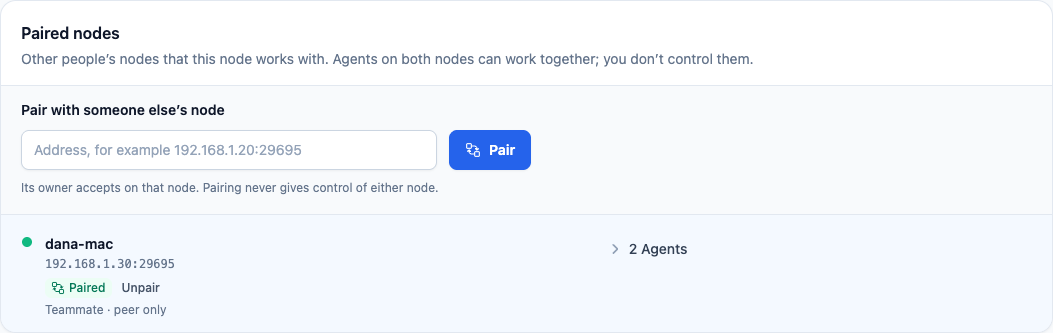 Paired nodes
Other people’s nodes that this node works with. Agents on both nodes can work together; you don’t control them.
Pair with someone else’s node
Address, for example 192.168.1.20:29695
Pair
Its owner accepts on that node. Pairing never gives control of either node.
dana-mac
2 Agents
192.168.1.30:29695
Paired Unpair
Teammate · peer only